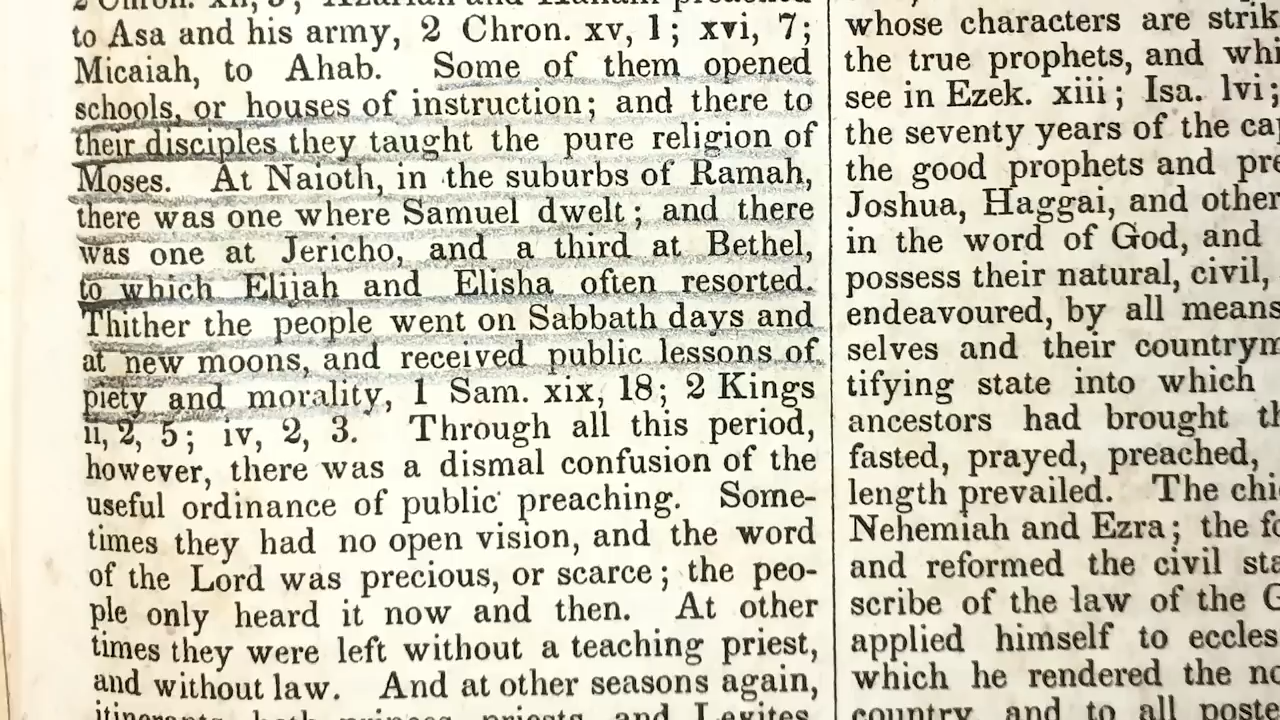 to Asa and his army, 2 Chron. xv, 1; xvi, 7;
Micaiah, to Ahab. Some of them opened
schools, or houses of instruction; and there to
their disciples they taught the pure religion of
Moses. At Naioth, in the suburbs of Ramah,
there was one where Samuel dwelt; and there
was one at Jericho, and a third at Bethel,
to which Elijah and Elisha often resorted.
Thither the people went on Sabbath days and
at new moons, and received public lessons of
piety and morality, 1 Sam. xix, 18; 2 Kings
ii, 2, 5; iv, 2, 3. Through all this period,
however, there was a dismal confusion of the
useful ordinance of public preaching. Some-
times they had no open vision, and the word
of the Lord was precious, or scarce; the peo-
ple only heard it now and then. At other
times they were left without a teaching priest,
and without law. And at other seasons again,
itinerants, both princes, priests, and Levites,
whose characters are strik
the true prophets, and whi
see in Ezek. xiii; Isa. lvi;
the seventy years of the ca
the good prophets and pre
Joshua, Haggai, and other
in the word of God, and
possess their natural, civil,
endeavoured, by all means
selves and their countrym
tifying state into which
ancestors had brought th
fasted, prayed, preached,
length prevailed. The chi
Nehemiah and Ezra; the fo
and reformed the civil sta
scribe of the law of the G
applied himself to eccles
which he rendered the no
country, and to all poste